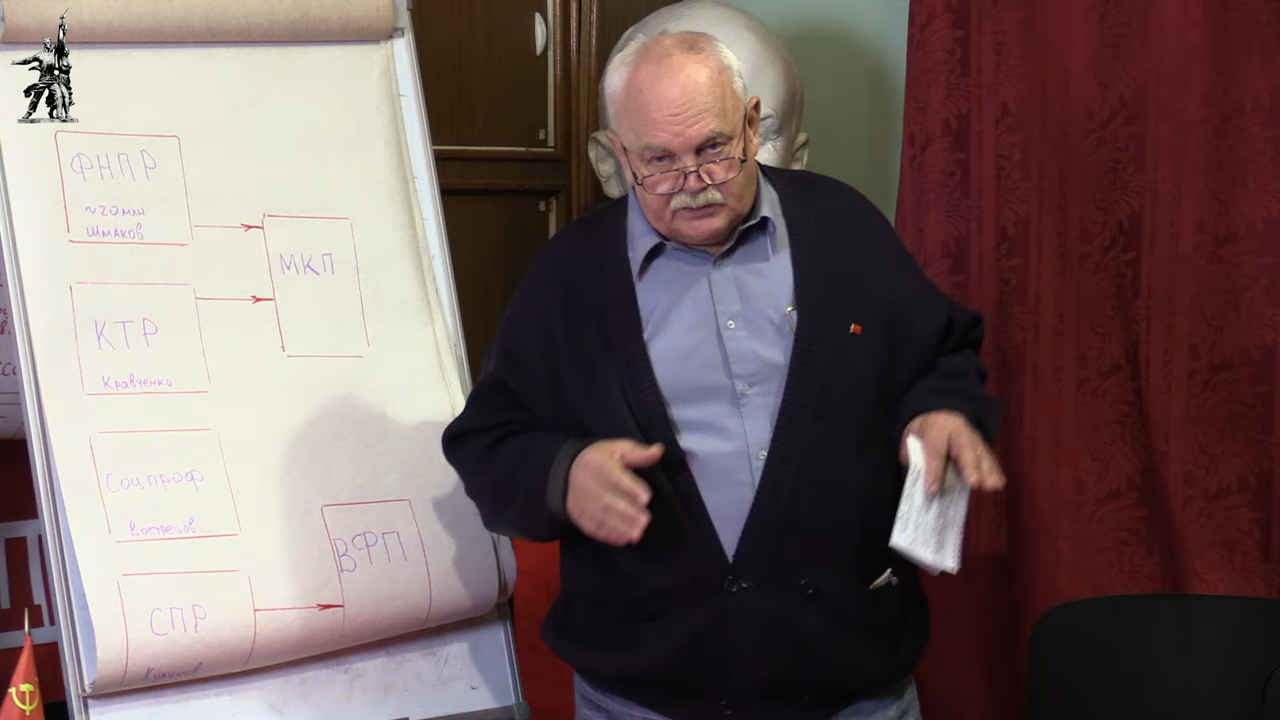 ФНПР
~20 млн
Шмаков
МКП
КТР
Кравченко
Соцпроф
Вострецов
ВФП
СПР